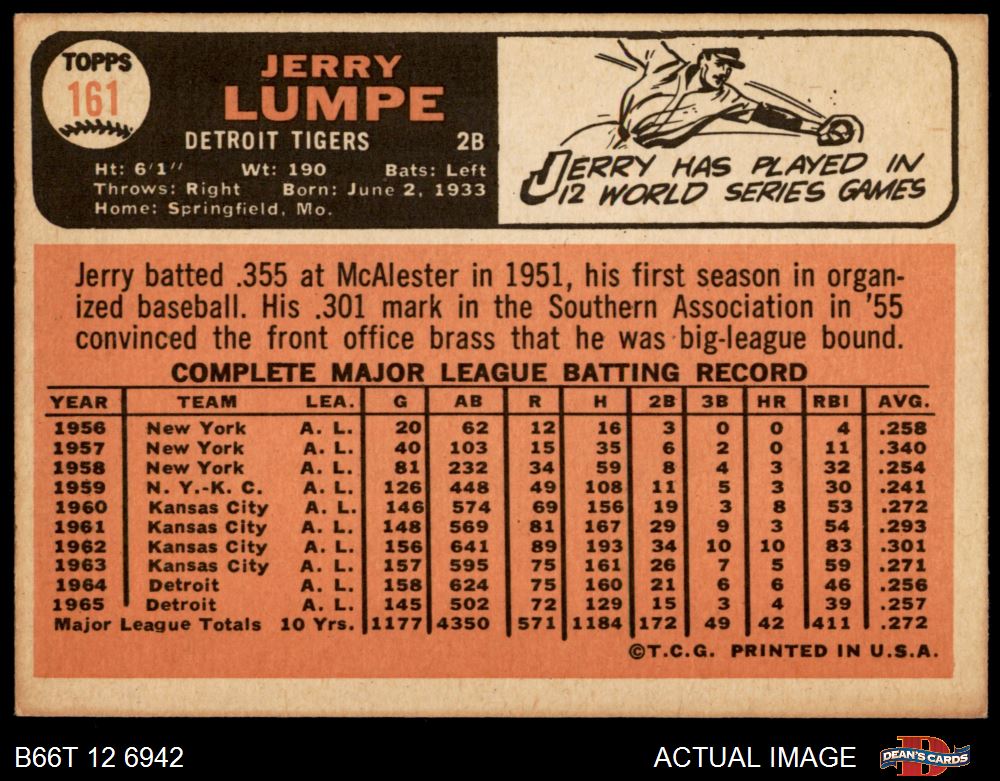 TOPPS
161
JERRY
LUMPE
DETROIT TIGERS 2B
Ht: 6'1" Wt: 190 Bats: Left
Throws: Right Born: June 2, 1933
Home: Springfield, Mo.
JERRY HAS PLAYED IN
12 WORLD SERIES GAMES
Jerry batted .355 at McAlester in 1951, his first season in organ-
ized baseball. His .301 mark in the Southern Association in '55
convinced the front office brass that he was big-league bound.
COMPLETE MAJOR LEAGUE BATTING RECORD
YEAR TEAM LEA. G AB R H 2B 3B HR RBI AVG.
1956 New York A. L. 20 62 12 16 3 0 0 4 .258
1957 New York A. L. 40 103 15 35 6 2 0 11 .340
1958 New York A. L. 81 232 34 59 8 4 3 32 .254
1959 N. Y.-K. C. A. L. 126 448 49 108 11 5 3 30 .241
1960 Kansas City A. L. 146 574 69 156 19 3 8 53 .272
1961 Kansas City A. L. 148 569 81 167 29 9 3 54 .293
1962 Kansas City A. L. 156 641 89 193 34 10 10 83 .301
1963 Kansas City A. L. 157 595 75 161 26 7 5 59 .271
1964 Detroit A. L. 158 624 75 160 21 6 6 46 .256
1965 Detroit A. L. 145 502 72 129 15 3 4 39 .257
Major League Totals 10 Yrs. 1177 4350 571 1184 172 49 42 411 .272
©T.C.G. PRINTED IN U.S.A.
B66T 12 6942 ACTUAL IMAGE DEAN'S CARDS